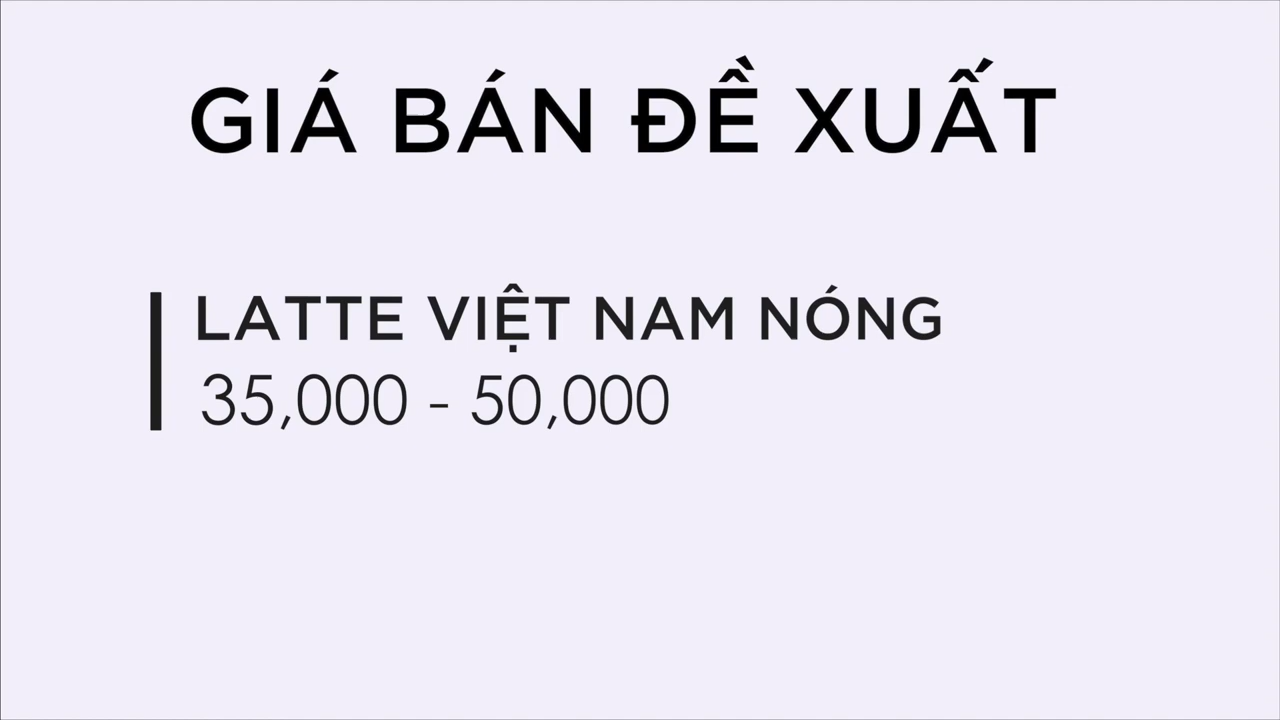 GIÁ BÁN ĐỀ XUẤT
LATTE VIỆT NAM NÓNG
35,000 - 50,000